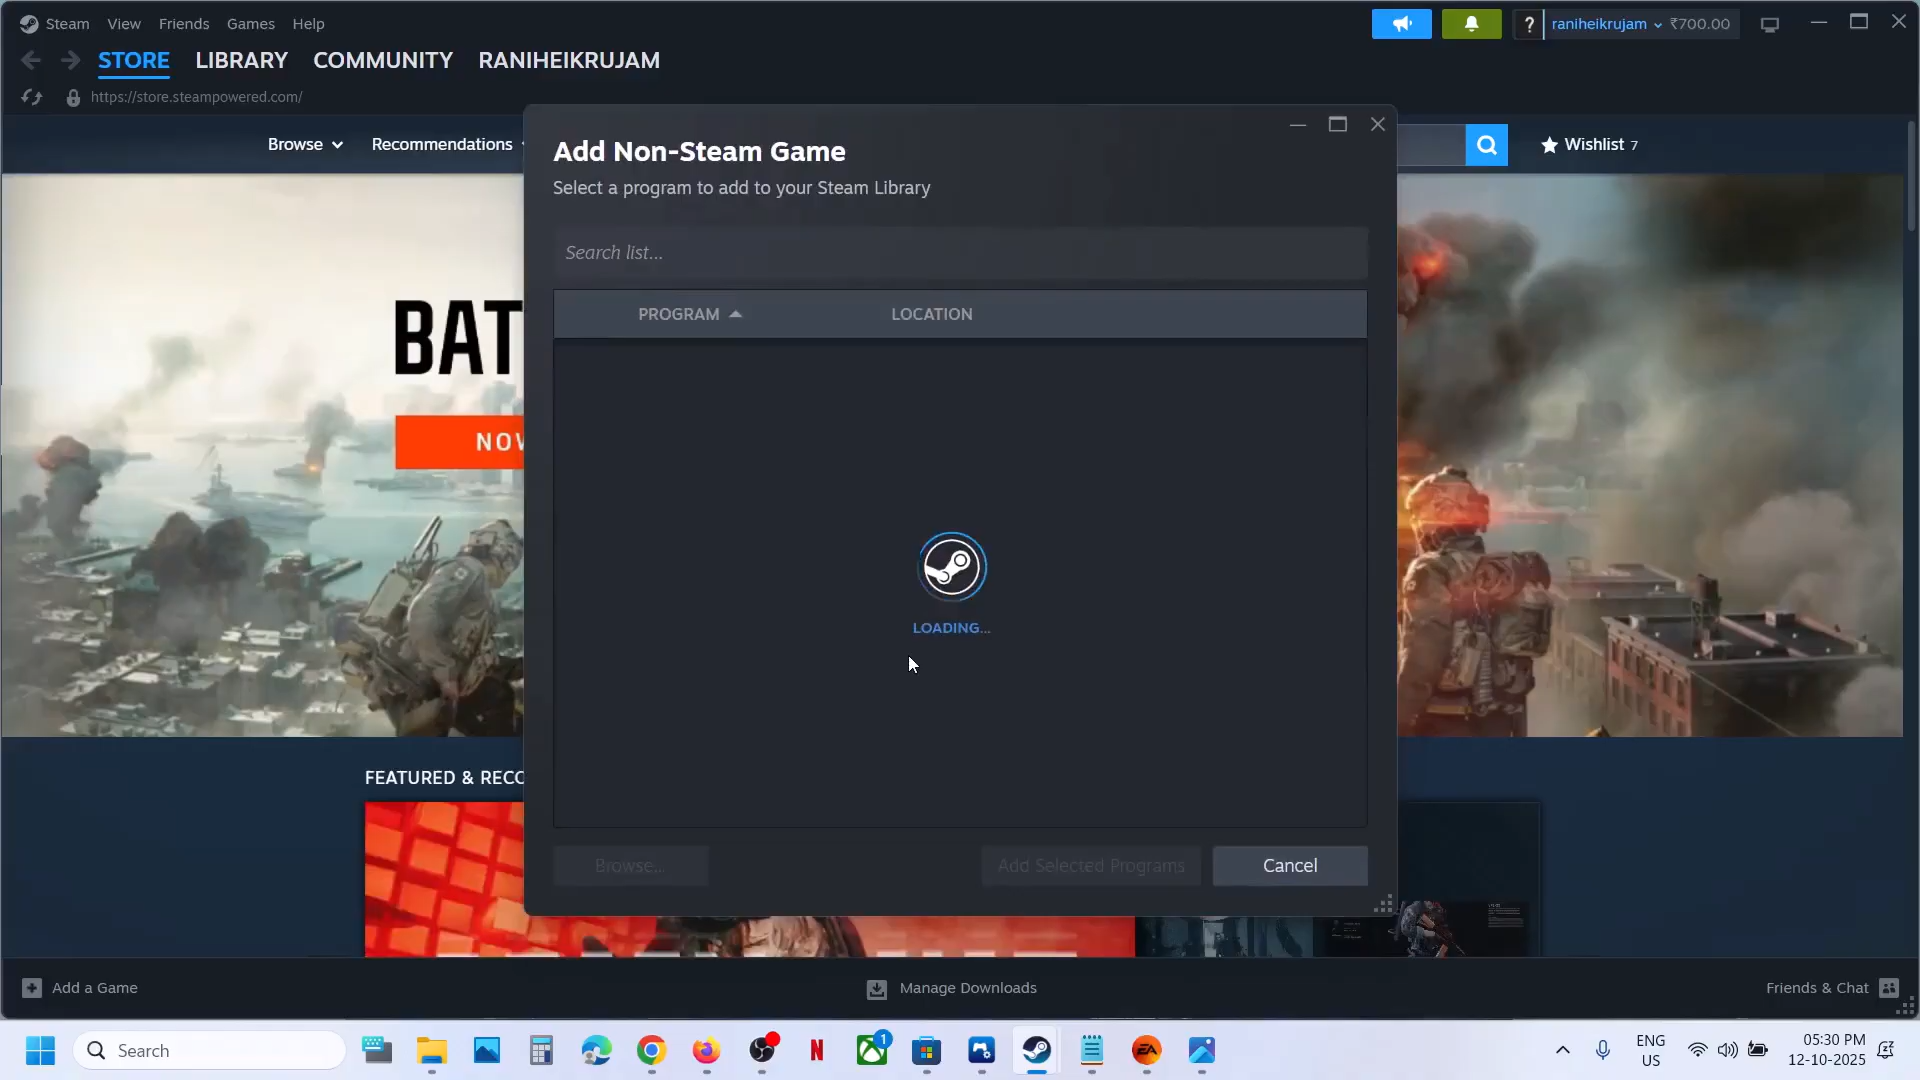 Steam View Friends Games Help
? raniheikrujam ₹700.00
STORE LIBRARY COMMUNITY RANIHEIKRUJAM
https://store.steampowered.com/
Browse Recommendations
Wishlist 7
Add Non-Steam Game
Select a program to add to your Steam Library
Search list...
PROGRAM LOCATION
BAT
NOW
LOADING...
FEATURED & RECO
Browse... Add Selected Programs Cancel
Add a Game Manage Downloads Friends & Chat
Search
1
N
EA
ENG
US
05:30 PM
12-10-2025